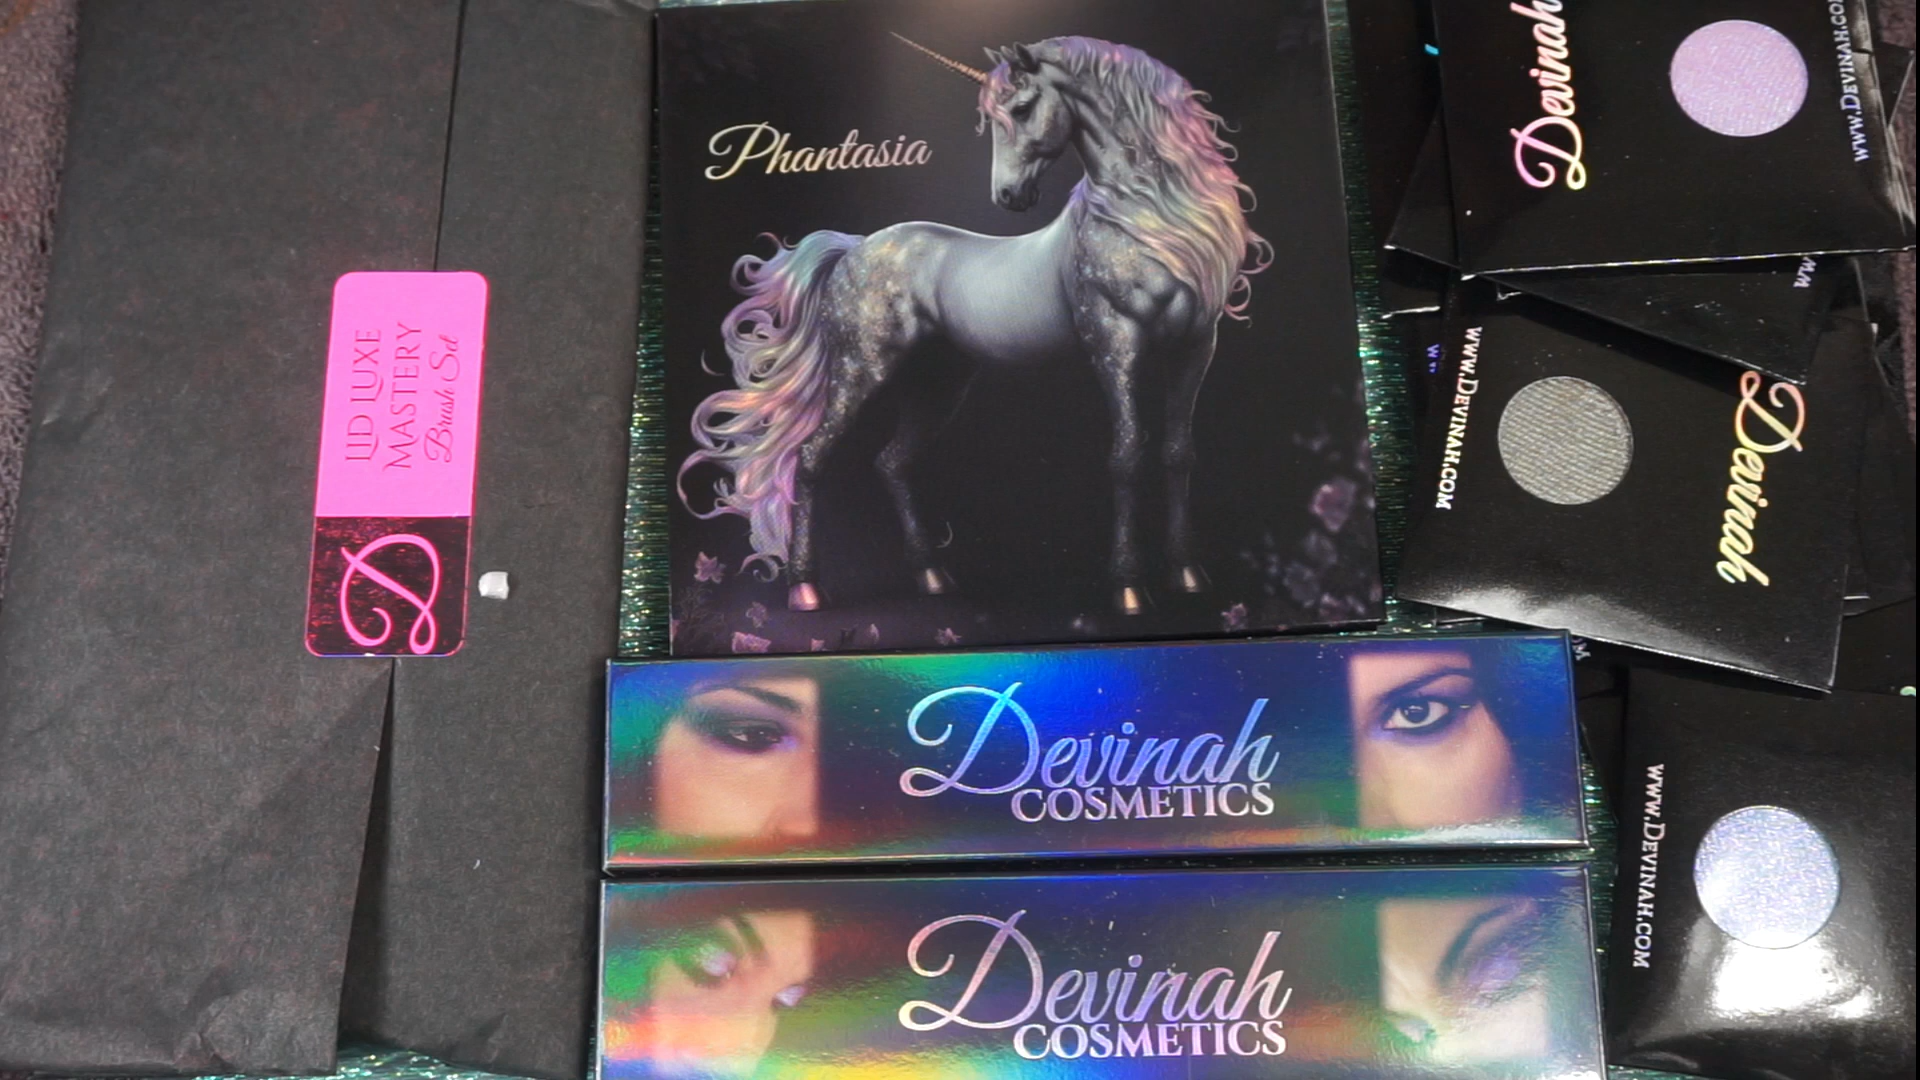 LID LUXE
MASTERY
Brush Set
D
Phantasia
Devinah
www.Devinah.com
www.Devinah.com
Devinah
www.Devinah.com
Devinah
COSMETICS
Devinah
COSMETICS